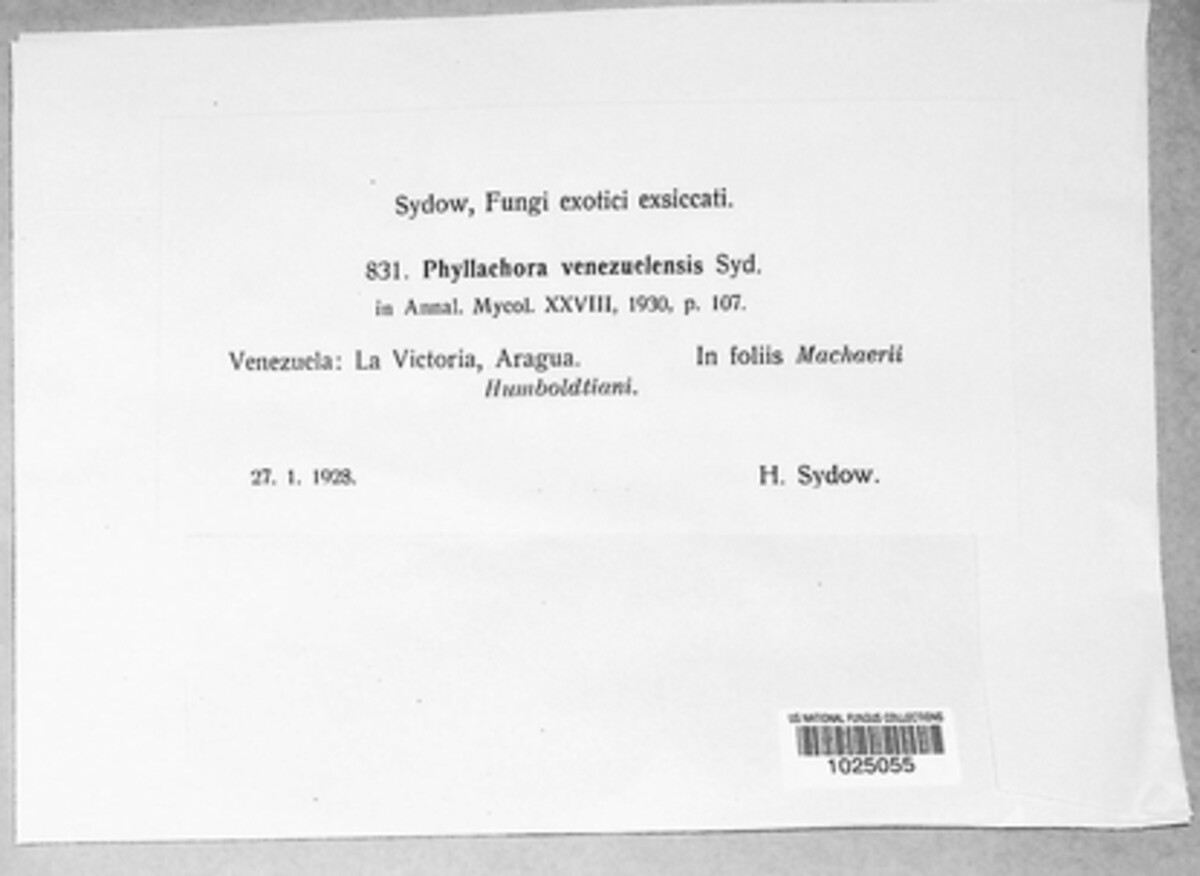 Sydow, Fungi exotici exsiccati.
831. Phyllachora venezuelensis Syd.
in Annal. Mycol. XXVIII, 1930, p. 107.
Venezuela: La Victoria, Aragua. In foliis Machaerii
Humboldtiani.
27. 1. 1928. H. Sydow.
US NATIONAL FUNGUS COLLECTIONS
1025055